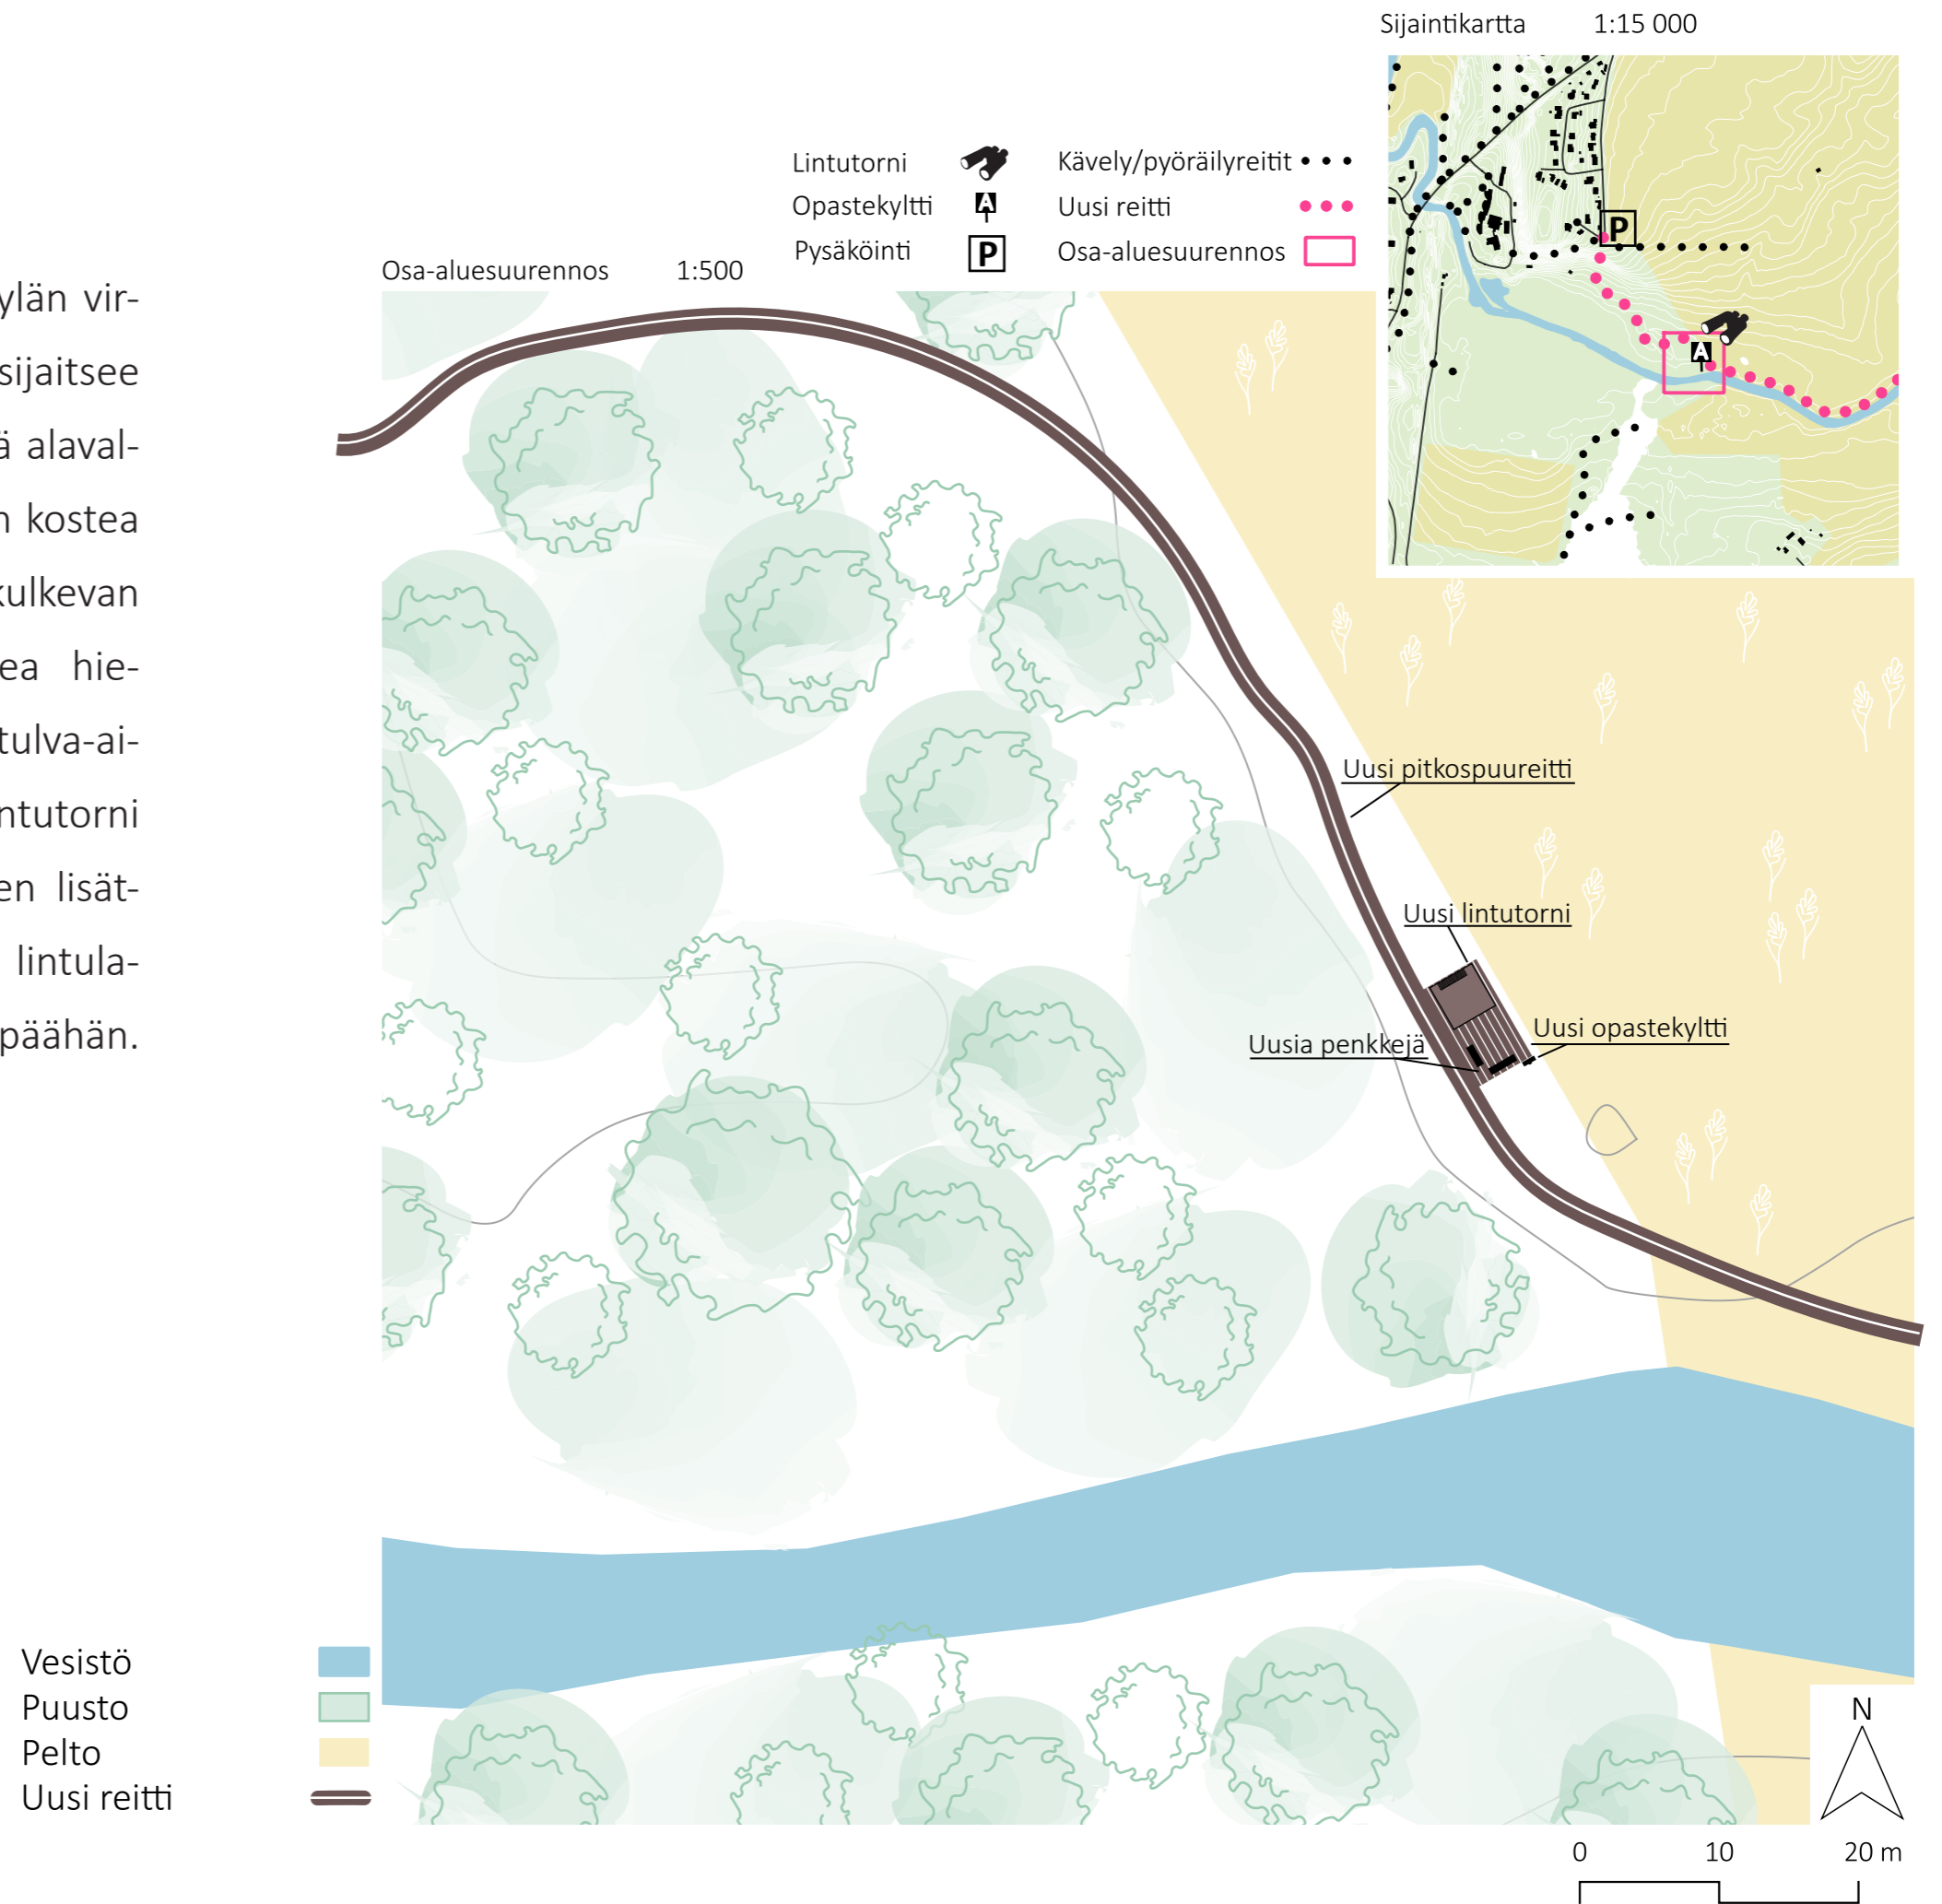 Sijaintikartta 1:15 000
Lintutorni
Opastekyltti
A
Pysäköinti
P
Kävely/pyöräilyreitit
Uusi reitti
Osa-aluesuurennos
P
A
Osa-aluesuurennos 1:500
ylän vir-
sijaitsee
ä alaval-
n kostea
kulkevan
ea hie-
tulva-ai-
ntutorni
en lisät-
lintula-
päähän.
Uusi pitkospuureitti
Uusi lintutorni
Uusia penkkejä
Uusi opastekyltti
Vesistö
Puusto
Pelto
Uusi reitti
N
0 10 20 m